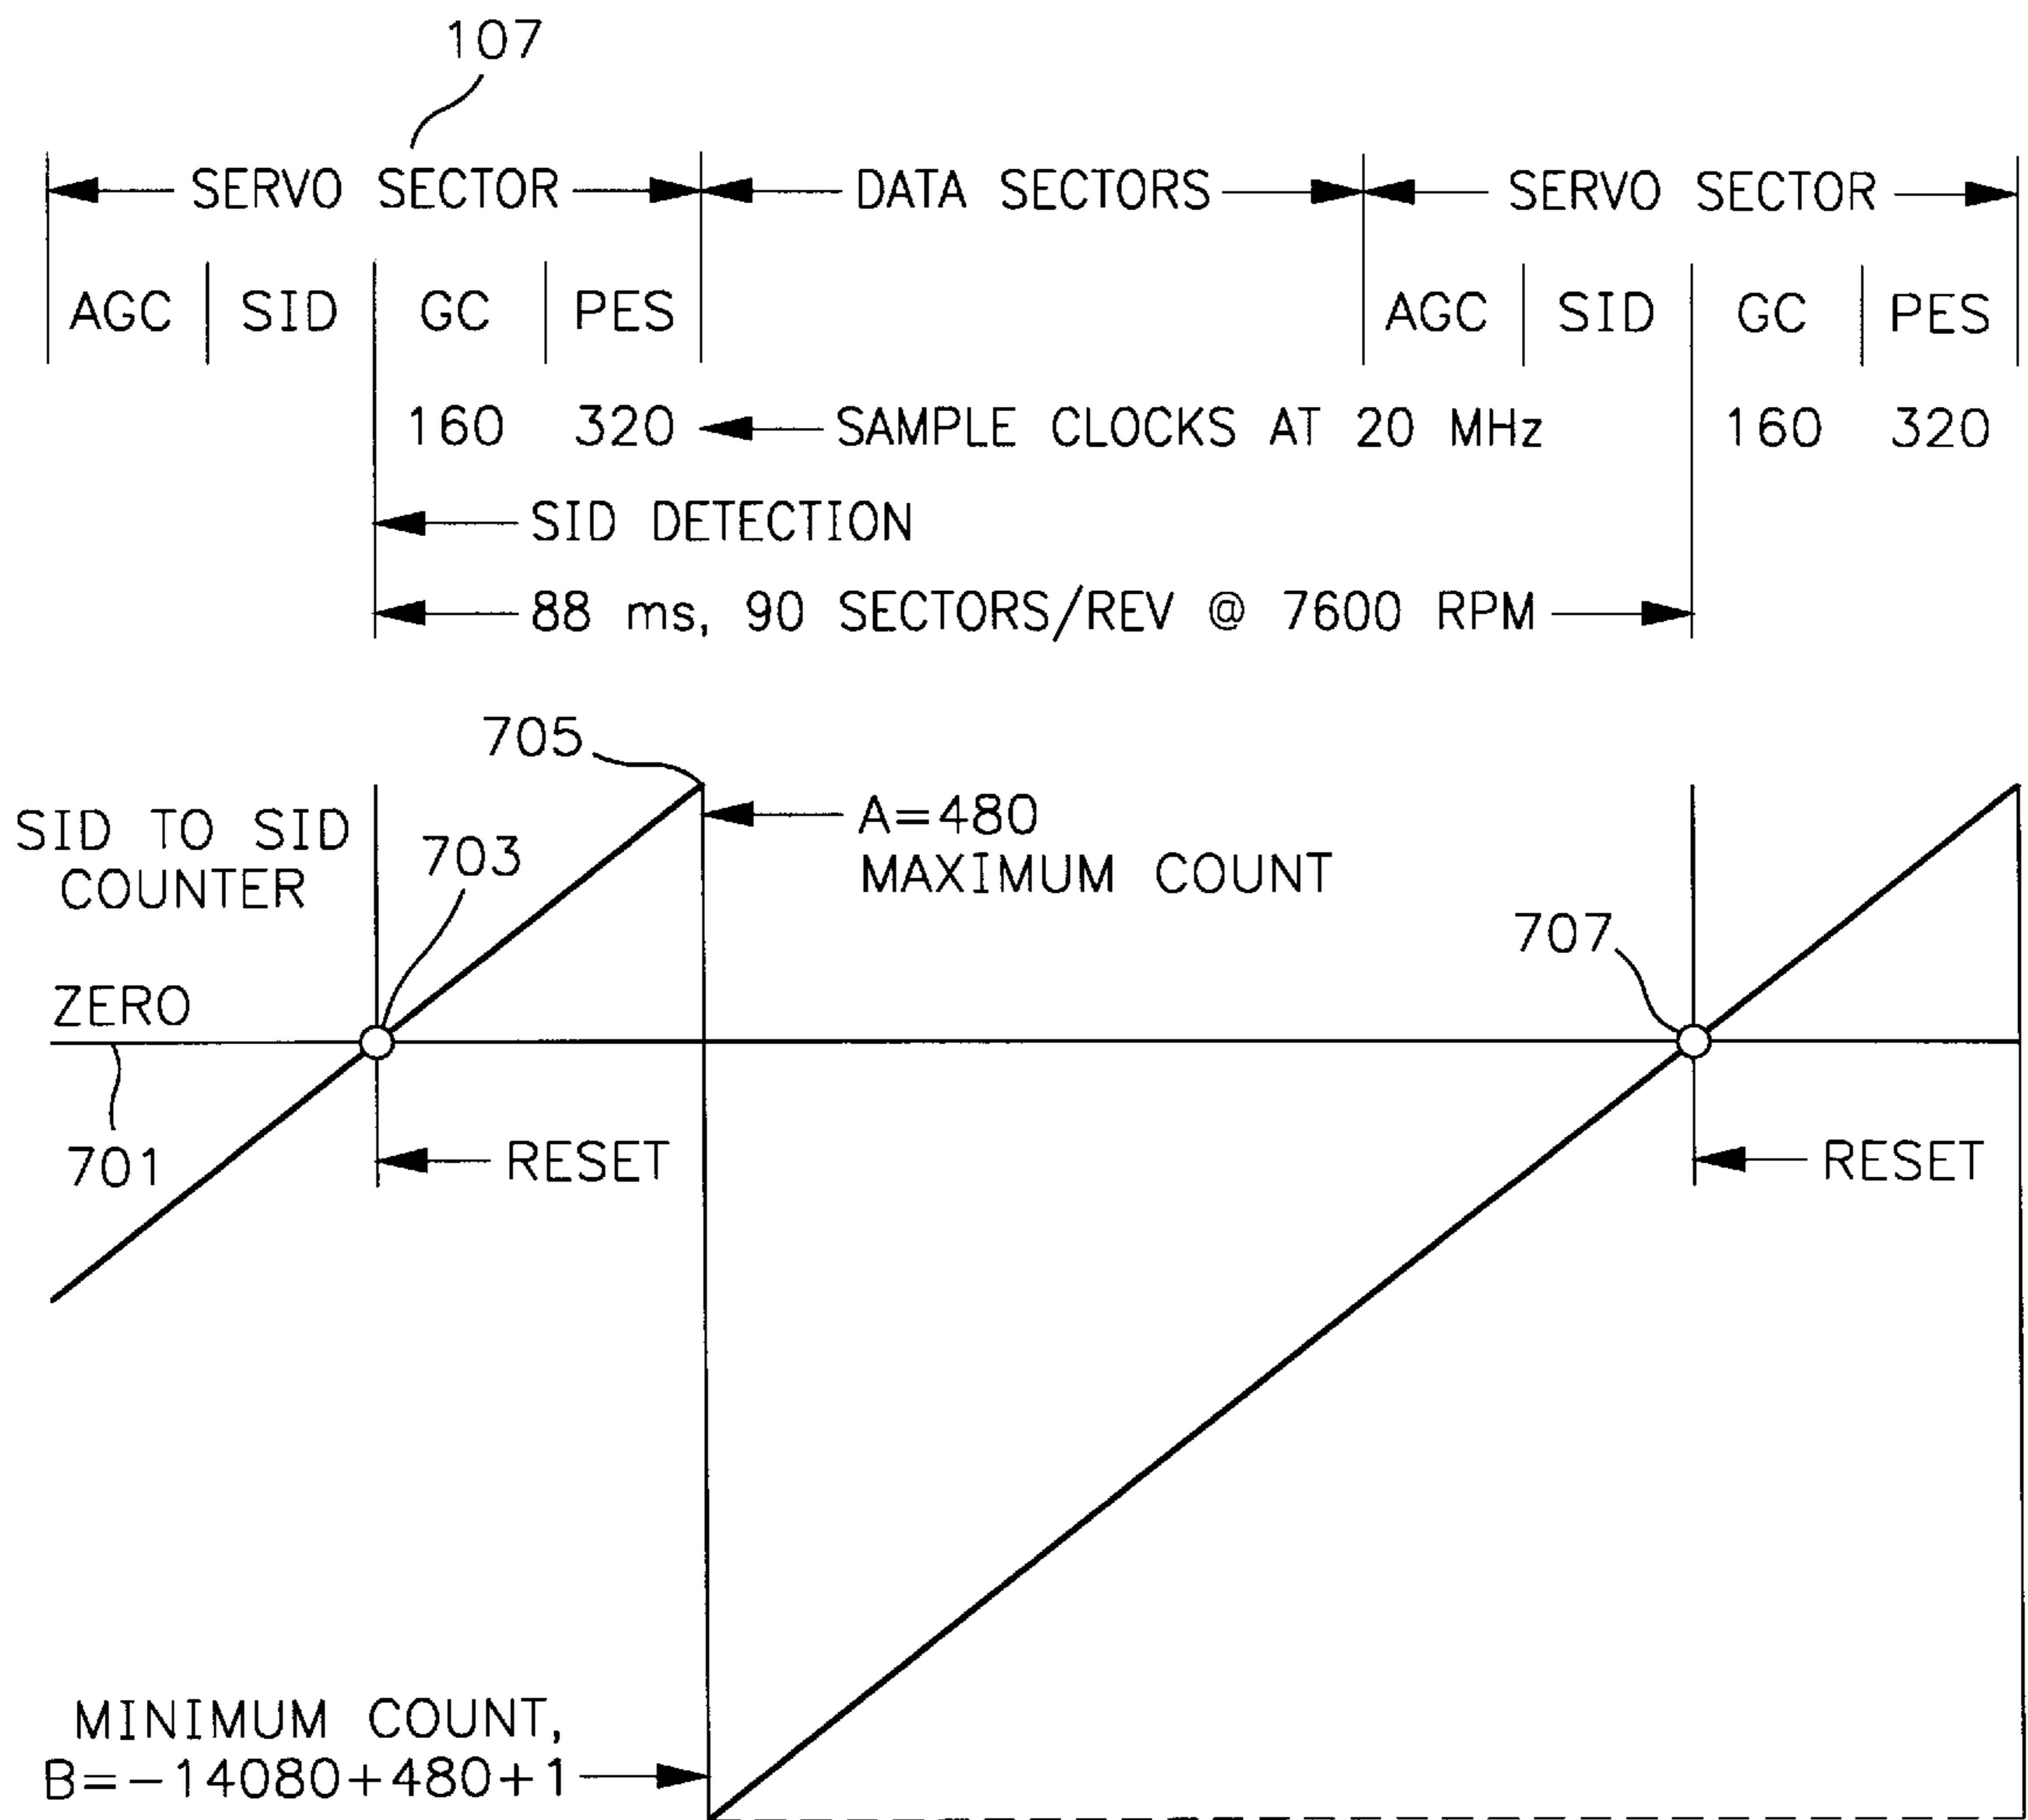 107
SERVO SECTOR DATA SECTORS SERVO SECTOR
AGC SID GC PES AGC SID GC PES
160 320 SAMPLE CLOCKS AT 20 MHz 160 320
SID DETECTION
88 ms, 90 SECTORS/REV @ 7600 RPM
705
SID TO SID
COUNTER
703
A=480
MAXIMUM COUNT
707
ZERO
701
RESET
RESET
MINIMUM COUNT,
B=-14080+480+1